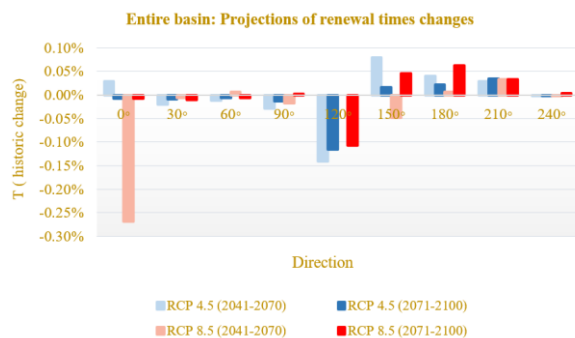 Entire basin: Projections of renewal times changes
T ( historic change)
0.10%
0.05%
0.00%
-0.05%
-0.10%
-0.15%
-0.20%
-0.25%
-0.30%
0º 30º 60º 90º 120º 150º 180º 210º 240º
Direction
RCP 4.5 (2041-2070) RCP 4.5 (2071-2100)
RCP 8.5 (2041-2070) RCP 8.5 (2071-2100)